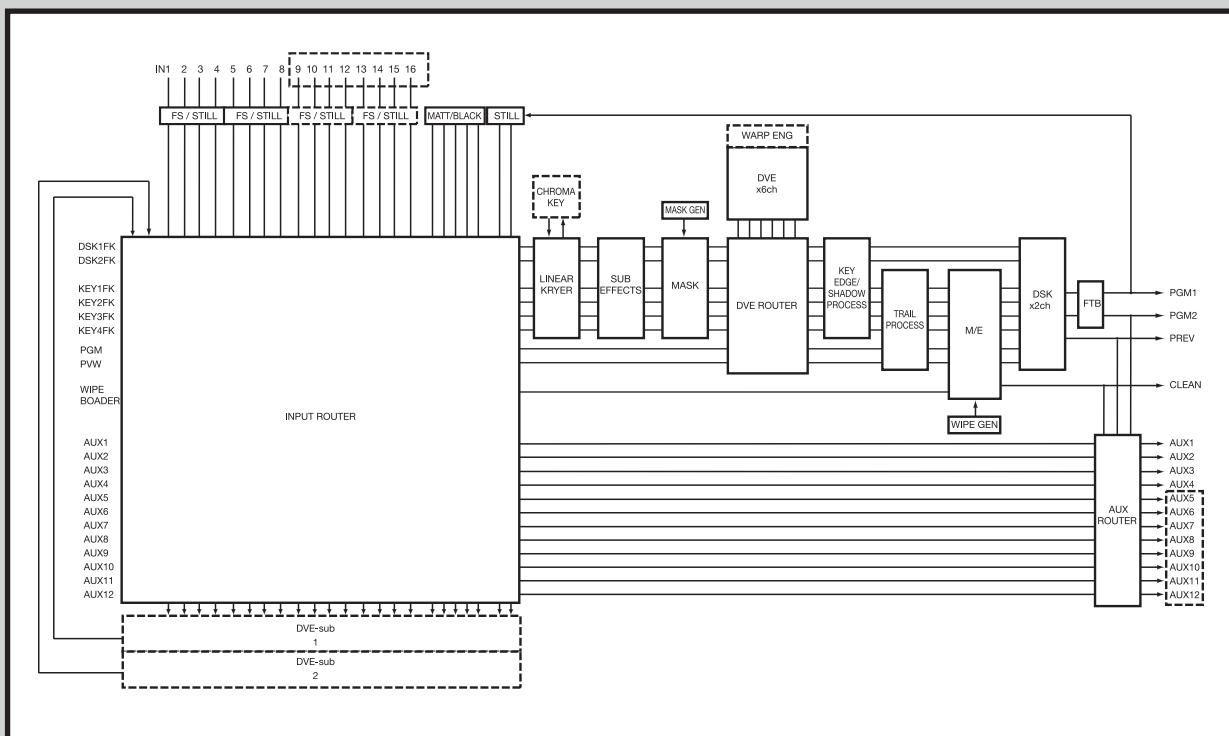 IN1 2 3 4 5 6 7 8 9 10 11 12 13 14 15 16
FS / STILL FS / STILL FS / STILL FS / STILL MATT/BLACK STILL
WARP ENG
DVE
x6ch
CHROMA
KEY
MASK GEN
DSK1FK
DSK2FK
KEY1FK
KEY2FK
KEY3FK
KEY4FK
PGM
PVW
WIPE
BOADER
INPUT ROUTER
LINEAR
KRYER
SUB
EFFECTS
MASK
DVE ROUTER
KEY
EDGE/
SHADOW
PROCESS
TRAIL
PROCESS
M/E
WIPE GEN
DSK
x2ch
FTB
PGM1
PGM2
PREV
CLEAN
AUX1
AUX2
AUX3
AUX4
AUX5
AUX6
AUX7
AUX8
AUX9
AUX10
AUX11
AUX12
AUX
ROUTER
AUX1
AUX2
AUX3
AUX4
AUX5
AUX6
AUX7
AUX8
AUX9
AUX10
AUX11
AUX12
DVE-sub
1
DVE-sub
2